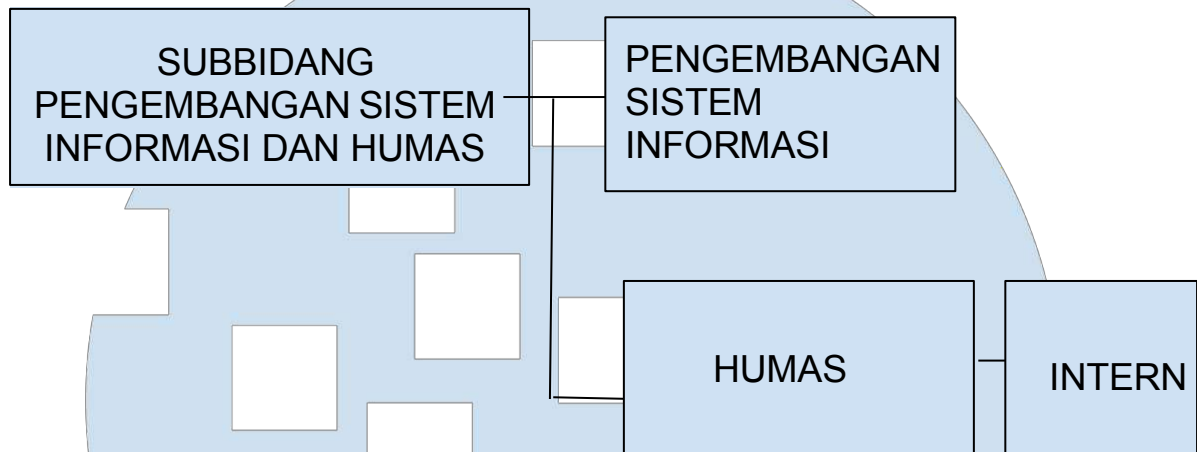 SUBBIDANG
PENGEMBANGAN SISTEM
INFORMASI DAN HUMAS
PENGEMBANGAN
SISTEM
INFORMASI
HUMAS
INTERN